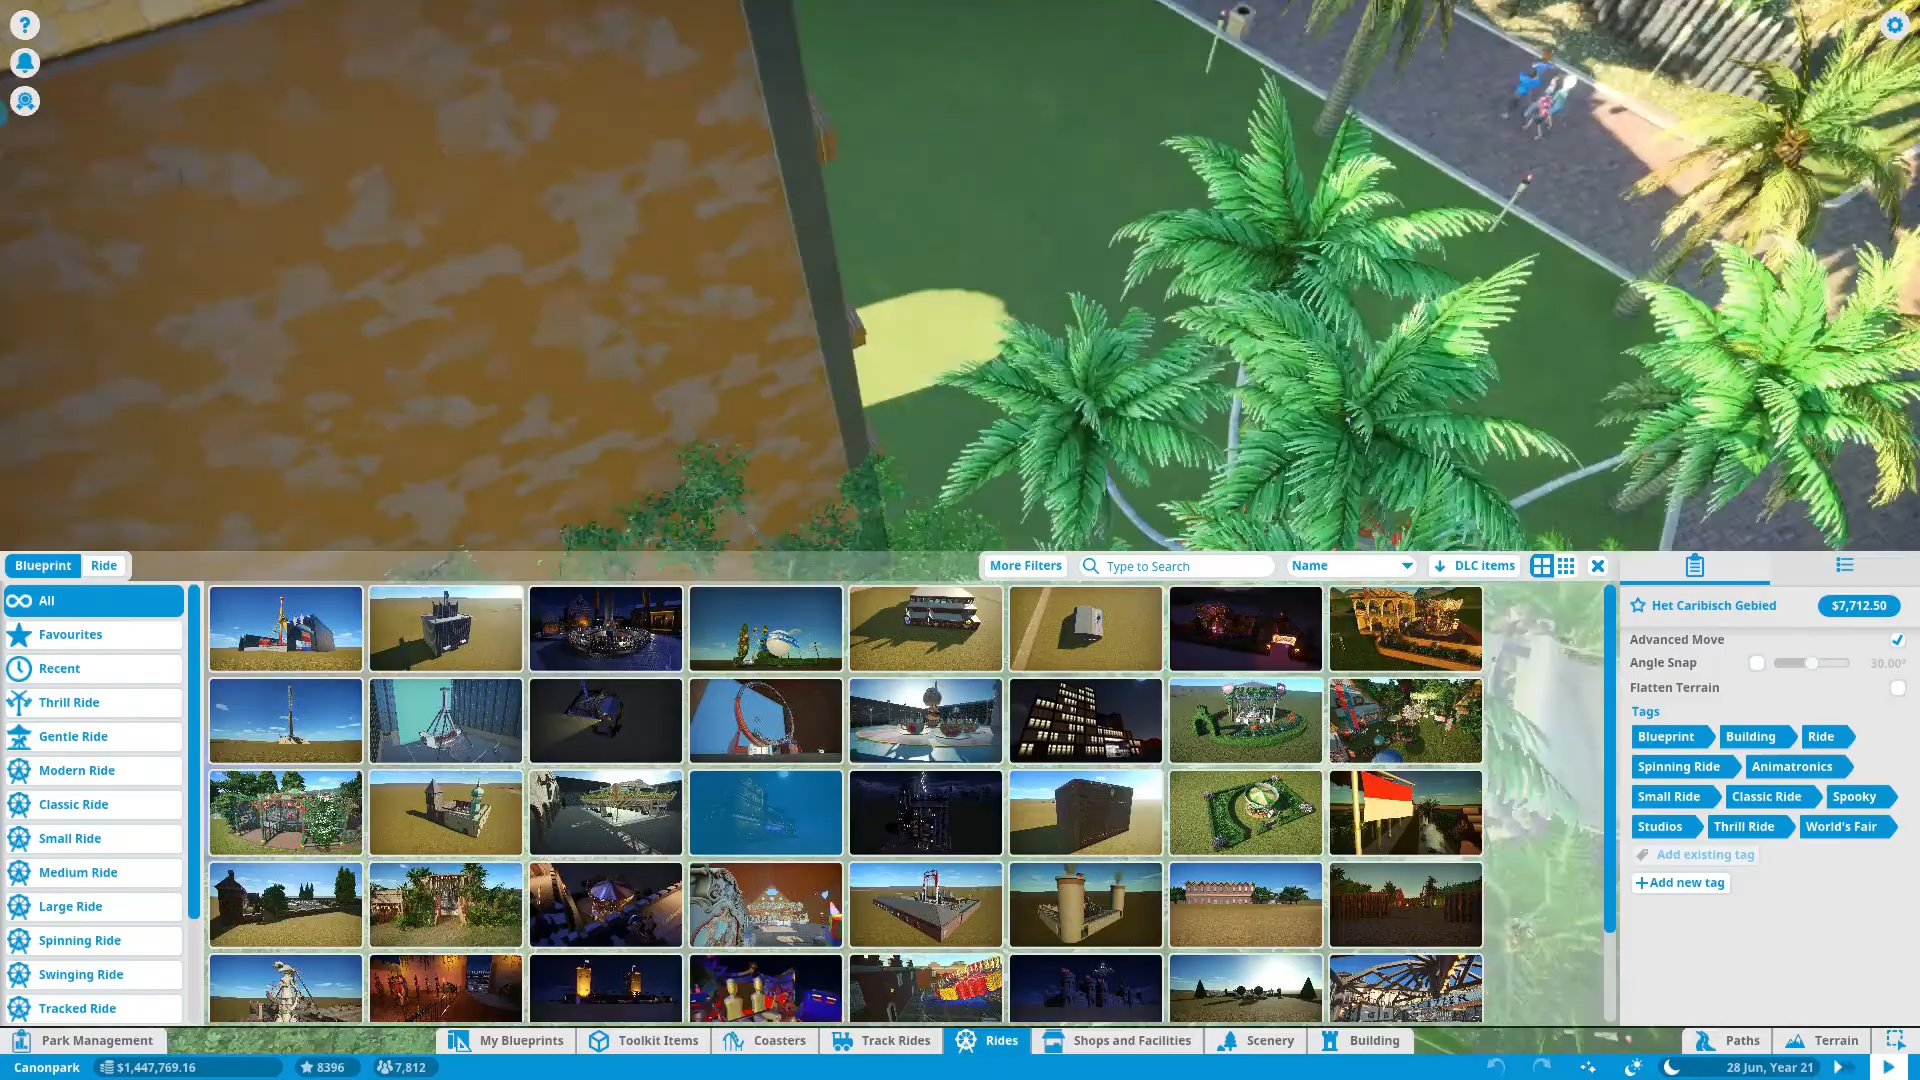 ?
Blueprint Ride
More Filters Type to Search Name DLC items
All
Favourites
Recent
Thrill Ride
Gentle Ride
Modern Ride
Classic Ride
Small Ride
Medium Ride
Large Ride
Spinning Ride
Swinging Ride
Tracked Ride
Het Caribisch Gebied $7,712.50
Advanced Move
Angle Snap 30.00°
Flatten Terrain
Tags
Blueprint Building Ride
Spinning Ride Animatronics
Small Ride Classic Ride Spooky
Studios Thrill Ride World's Fair
Add existing tag
+Add new tag
Park Management My Blueprints Toolkit Items Coasters Track Rides Rides Shops and Facilities Scenery Building Paths Terrain
Canonpark $1,447,769.16 8396 7,812 28 Jun, Year 21